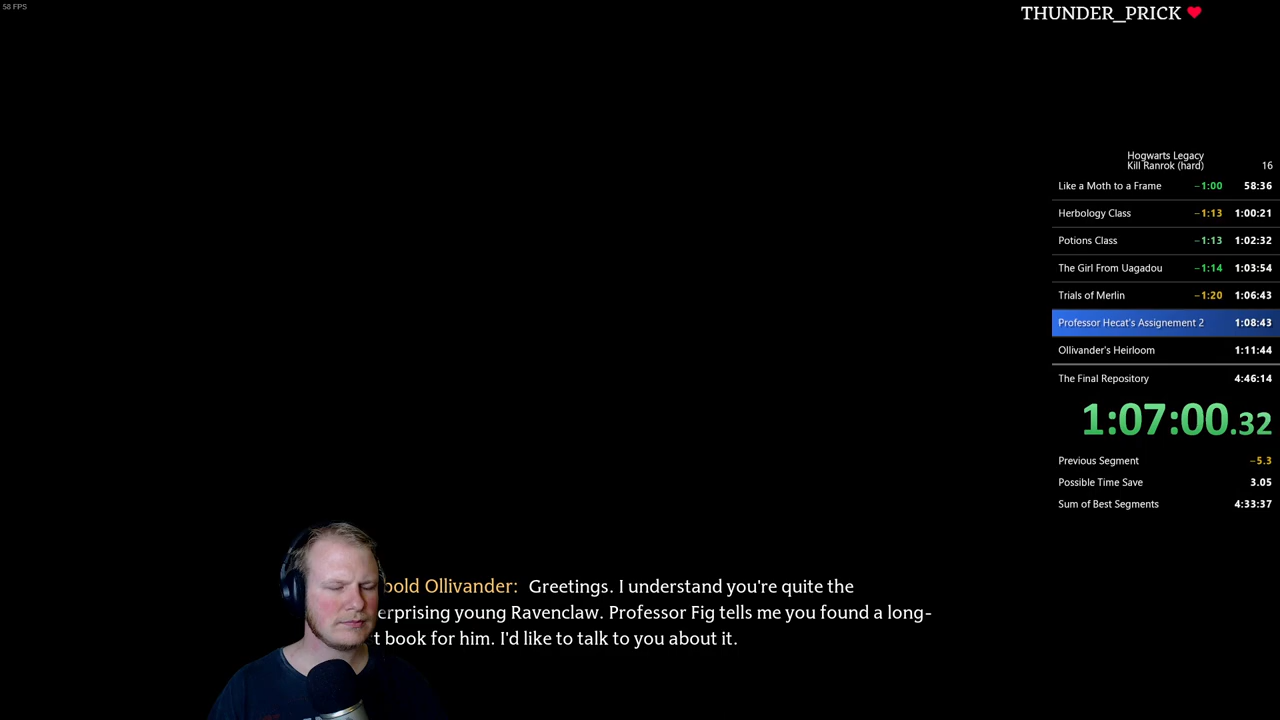 58 FPS
THUNDER_PRICK
Hogwarts Legacy
Kill Ranrok (hard) 16
Like a Moth to a Frame −1:00 58:36
Herbology Class −1:13 1:00:21
Potions Class −1:13 1:02:32
The Girl From Uagadou −1:14 1:03:54
Trials of Merlin −1:20 1:06:43
Professor Hecat's Assignement 2 1:08:43
Ollivander's Heirloom 1:11:44
The Final Repository 4:46:14
1:07:00.32
Previous Segment −5.3
Possible Time Save 3.05
Sum of Best Segments 4:33:37
Ollivander: Greetings. I understand you're quite the
young Ravenclaw. Professor Fig tells me you found a long-
book for him. I'd like to talk to you about it.